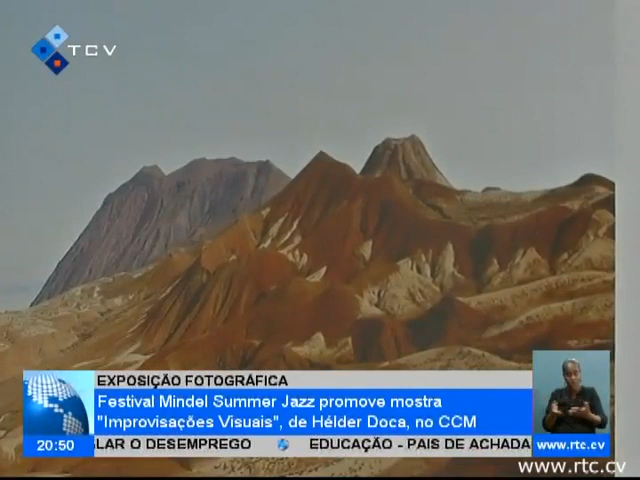 TCV
EXPOSIÇÃO FOTOGRÁFICA
Festival Mindel Summer Jazz promove mostra
"Improvisações Visuais", de Hélder Doca, no CCM
20:50 LAR O DESEMPREGO EDUCAÇÃO - PAIS DE ACHADA www.rtc.cv
www.rtc.cv